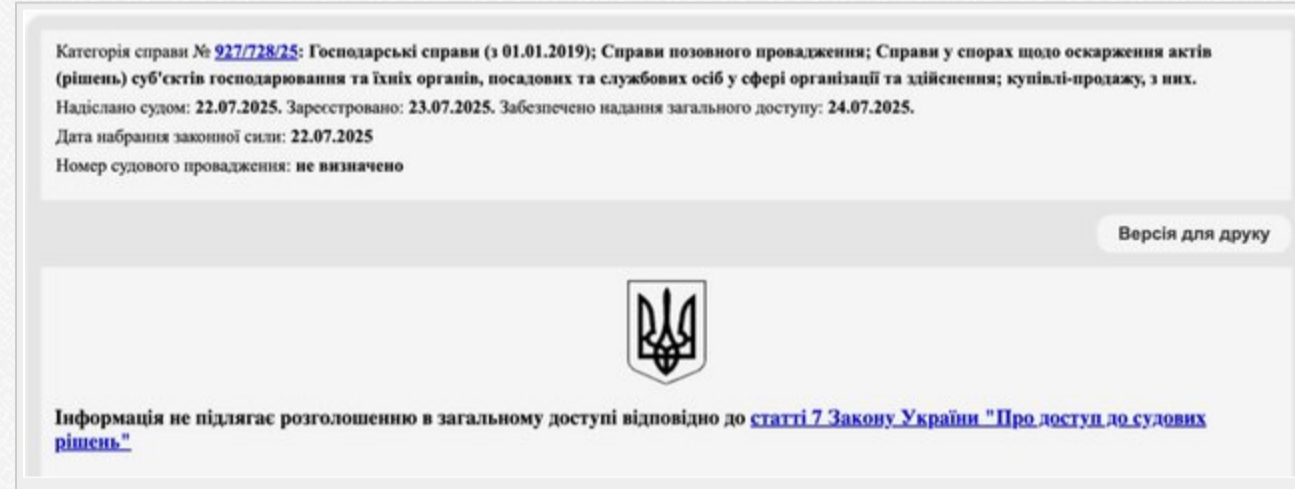 Категорія справи № 927/728/25: Господарські справи (з 01.01.2019); Справи позовного провадження; Справи у спорах щодо оскарження актів
(рішень) суб'єктів господарювання та їхніх органів, посадових та службових осіб у сфері організації та здійснення; купівлі-продажу, з них.
Надіслано судом: 22.07.2025. Зареєстровано: 23.07.2025. Забезпечено надання загального доступу: 24.07.2025.
Дата набрання законної сили: 22.07.2025
Номер судового провадження: не визначено
Версія для друку
Інформація не підлягає розголошенню в загальному доступі відповідно до статті 7 Закону України "Про доступ до судових
рішень"